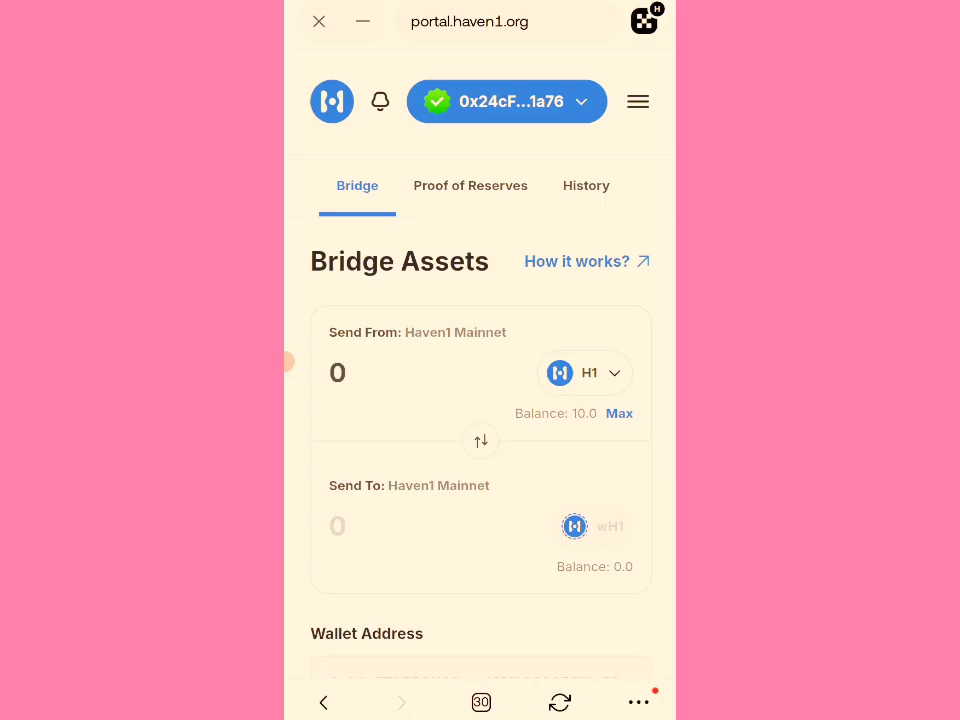 portal.haven1.org
H
0x24cF...1a76
Bridge
Proof of Reserves
History
Bridge Assets
How it works?
Send From: Haven1 Mainnet
0
H1
Balance: 10.0 Max
Send To: Haven1 Mainnet
0
wH1
Balance: 0.0
Wallet Address
30